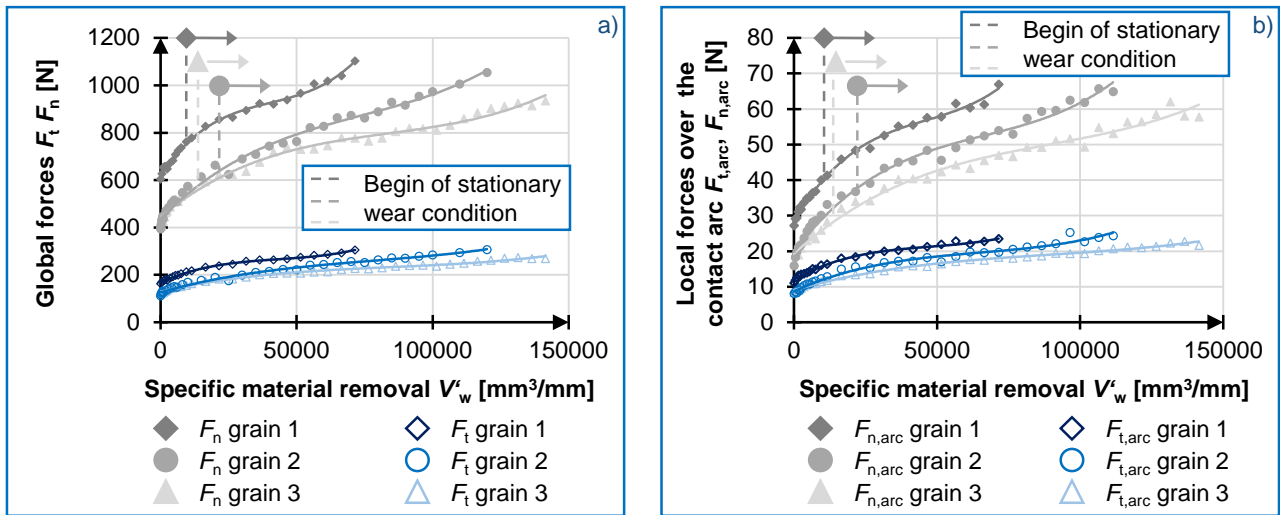 a)
Global forces Ft Fn [N]
1200
1000
800
600
400
200
0
Begin of stationary
wear condition
0 50000 100000 150000
Specific material removal V‘w [mm³/mm]
Fn grain 1
Ft grain 1
Fn grain 2
Ft grain 2
Fn grain 3
Ft grain 3
b)
Local forces over the
contact arc Ft,arc, Fn,arc [N]
80
70
60
50
40
30
20
10
0
Begin of stationary
wear condition
0 50000 100000 150000
Specific material removal V‘w [mm³/mm]
Fn,arc grain 1
Ft,arc grain 1
Fn,arc grain 2
Ft,arc grain 2
Fn,arc grain 3
Ft,arc grain 3